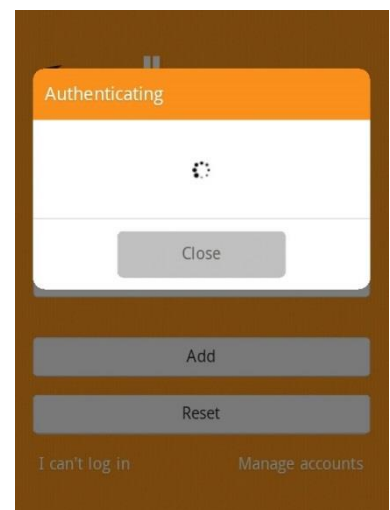 Authenticating
Close
Add
Reset
I can't log in
Manage accounts